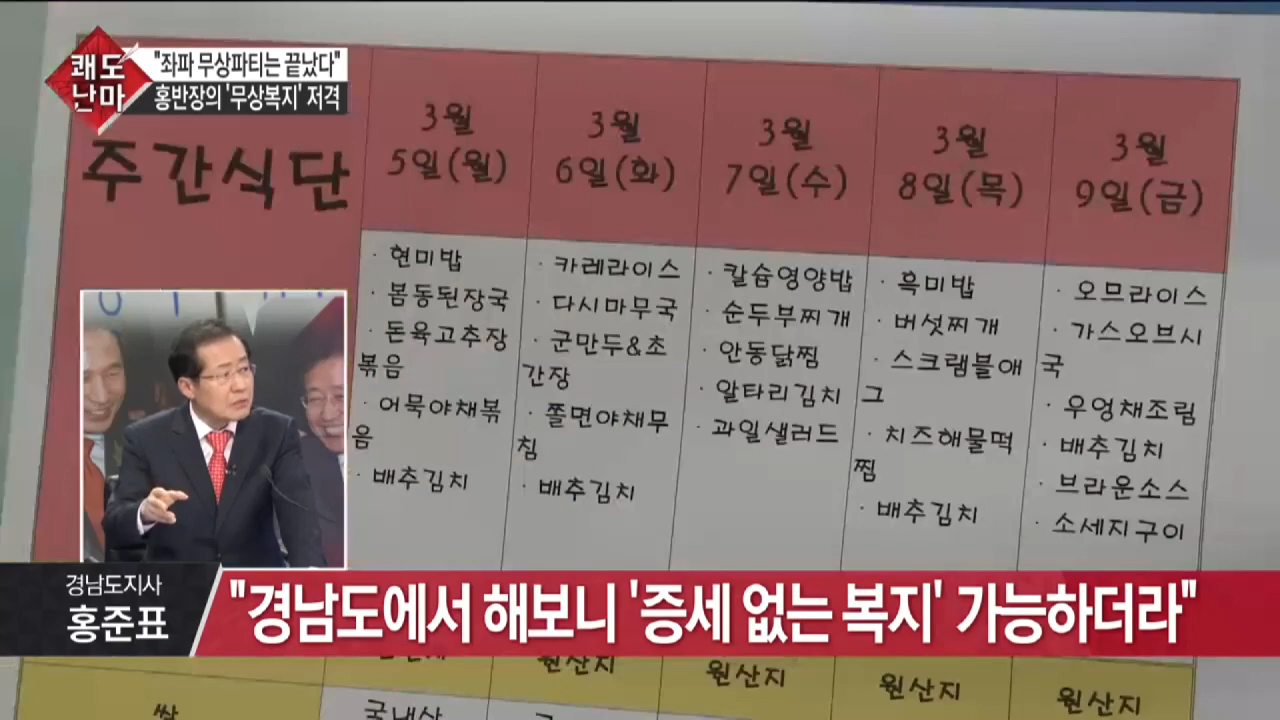 쾌도난마
"좌파 무상파티는 끝났다"
홍반장의 '무상복지' 저격
주간식단
3월
5일(월)
3월
6일(화)
3월
7일(수)
3월
8일(목)
3월
9일(금)
· 현미밥
· 봄동된장국
· 돈육고추장
볶음
· 어묵야채볶
음
· 배추김치
· 카레라이스
· 다시마무국
· 군만두&초
간장
· 쫄면야채무
침
· 배추김치
· 칼슘영양밥
· 순두부찌개
· 안동닭찜
· 알타리김치
· 과일샐러드
· 흑미밥
· 버섯찌개
· 스크램블애
그
· 치즈해물떡
찜
· 배추김치
· 오므라이스
· 가스오브시
국
· 우엉채조림
· 배추김치
· 브라운소스
· 소세지구이
경남도지사
홍준표
"경남도에서 해보니 '증세 없는 복지' 가능하더라"
원산지
원산지
원산지
원산지
쌀
국내산